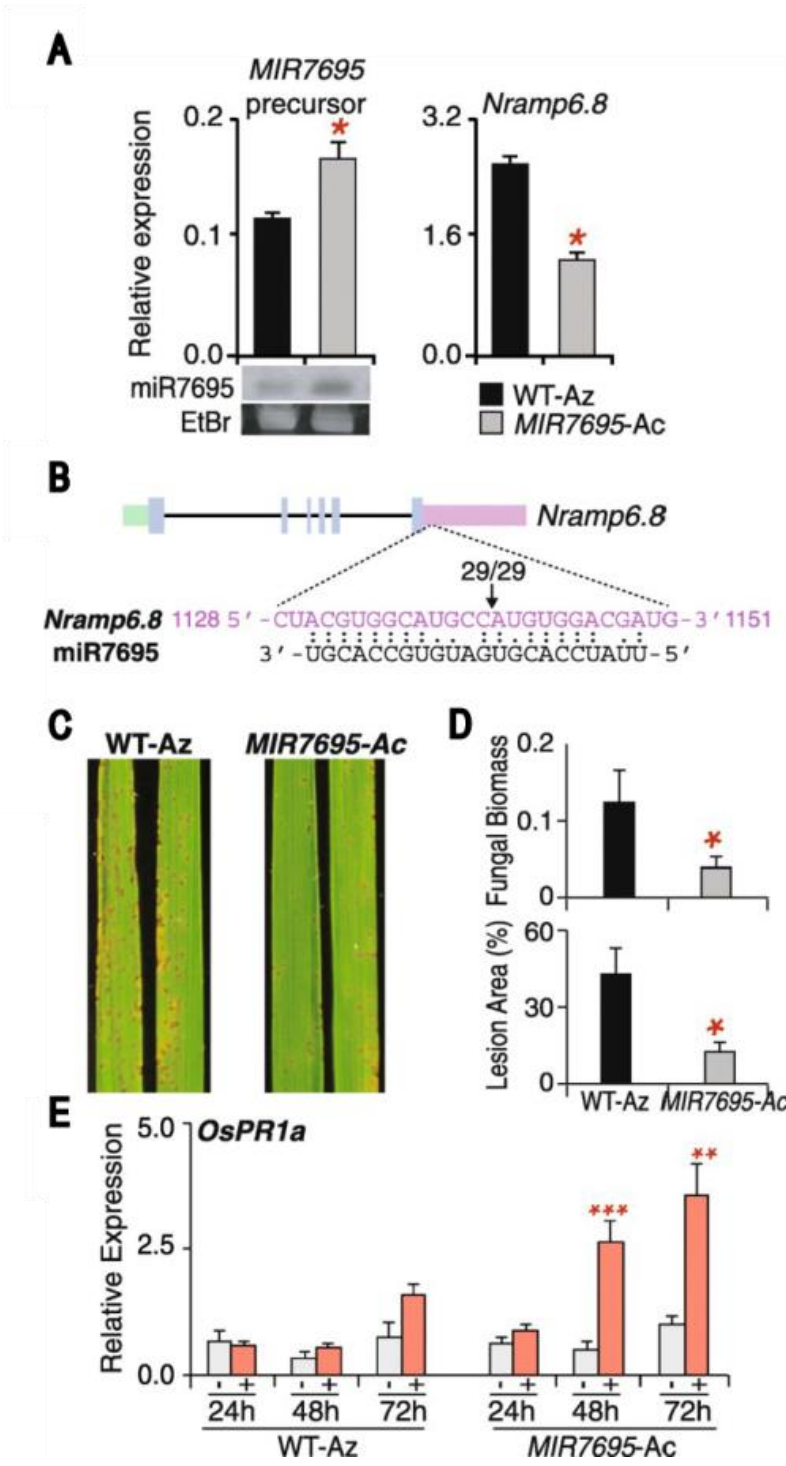 A
MIR7695
precursor
Nramp6.8
Relative expression
0.2
0.1
0.0
*
3.2
1.6
0.0
*
miR7695
EtBr
WT-Az
MIR7695-Ac
B
Nramp6.8
29/29
Nramp6.8 1128 5′-CUACGUGGCAUGCCAUGUGGACGAUG-3′1151
miR7695 3′-UGCACCGUGUAGUGCACCUAUU-5′
C
WT-Az MIR7695-Ac
D
Fungal Biomass
0.2
0.1
0
*
Lesion Area (%)
60
30
0
*
WT-Az MIR7695-Ac
E
OsPR1a
Relative Expression
5.0
2.5
0.0
*** **
- + - + - + - + - + - +
24h 48h 72h 24h 48h 72h
WT-Az MIR7695-Ac